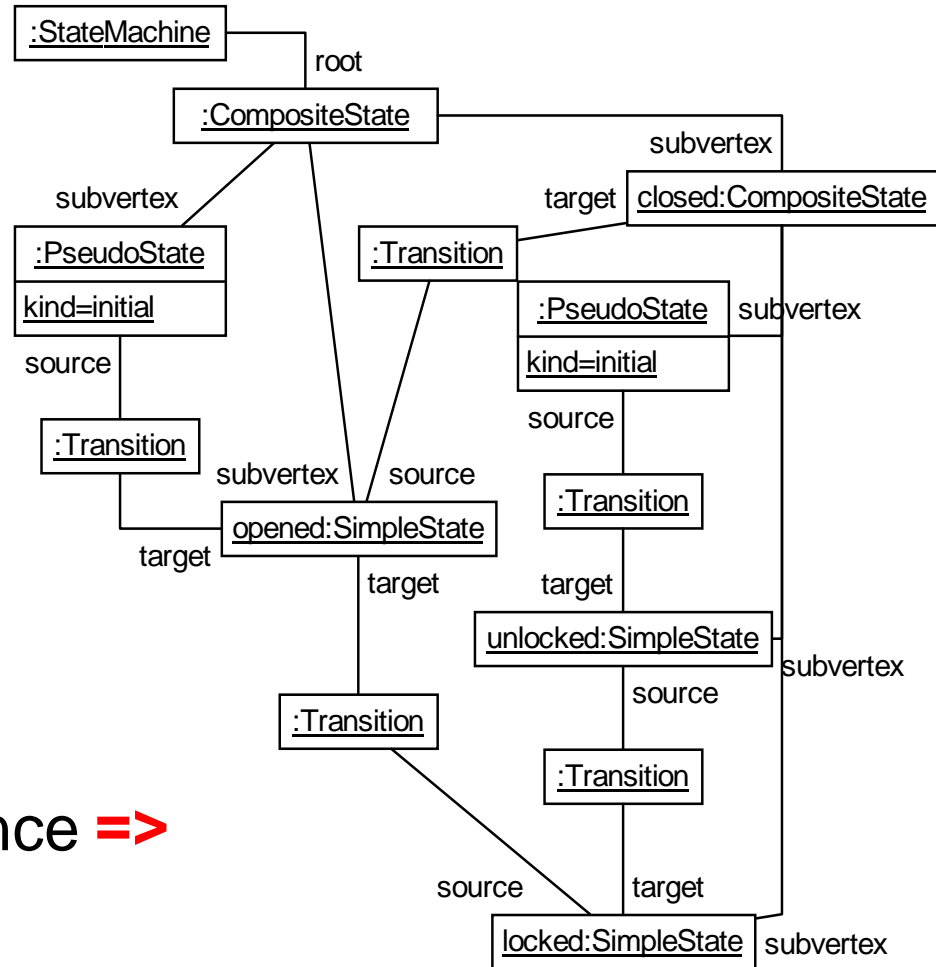 :StateMachine
root
:CompositeState
subvertex
subvertex
target
closed:CompositeState
:PseudoState
kind=initial
:Transition
:PseudoState
subvertex
kind=initial
source
source
:Transition
subvertex
source
:Transition
opened:SimpleState
target
target
target
unlocked:SimpleState
subvertex
source
:Transition
:Transition
nce =>
source
target
locked:SimpleState
subvertex